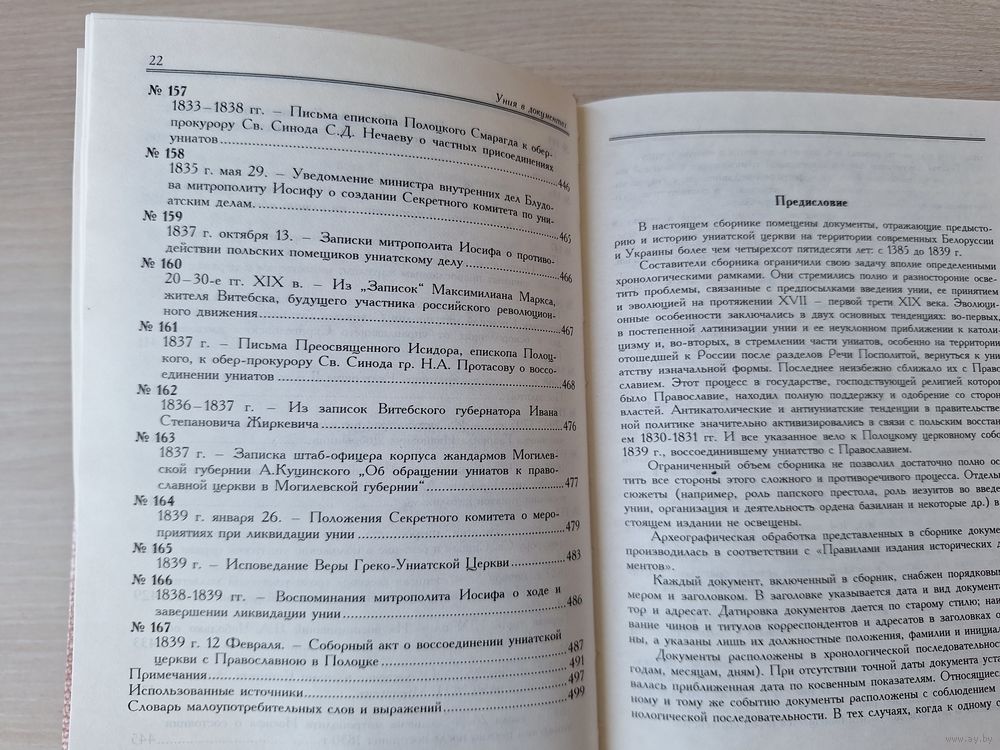 22
Уния в документах
№ 157
1833–1838 гг. – Письма епископа Полоцкого Смарагда к обер-
прокурору Св. Синода С.Д. Нечаеву о частных присоединениях
униатов.....446
№ 158
1835 г. мая 29. – Уведомление министра внутренних дел Блудо-
ва митрополиту Иосифу о создании Секретного комитета по уни-
атским делам.....465
№ 159
1837 г. октября 13. – Записки митрополита Иосифа о противо-
действии польских помещиков униатскому делу.....466
№ 160
20–30-е гг. XIX в. – Из „Записок“ Максимилиана Маркса,
жителя Витебска, будущего участника российского революцион-
ного движения.....467
№ 161
1837 г. – Письма Преосвященного Исидора, епископа Полоц-
кого, к обер-прокурору Св. Синода гр. Н.А. Протасову о воссо-
единении униатов.....468
№ 162
1836–1837 г. – Из записок Витебского губернатора Ивана
Степановича Жиркевича.....476
№ 163
1837 г. – Записка штаб-офицера корпуса жандармов Могилев-
ской губернии А.Куцинского „Об обращении униатов к право-
славной церкви в Могилевской губернии“.....477
№ 164
1839 г. января 26. – Положения Секретного комитета о меро-
приятиях при ликвидации унии.....479
№ 165
1839 г. – Исповедание Веры Греко-Униатской Церкви.....483
№ 166
1838-1839 гг. – Воспоминания митрополита Иосифа о ходе и
завершении ликвидации унии.....486
№ 167
1839 г. 12 Февраля. – Соборный акт о воссоединении униатской
церкви с Православною в Полоцке.....487
Примечания.....491
Использованные источники.....497
Словарь малоупотребительных слов и выражений.....499
445
Предисловие
В настоящем сборнике помещены документы, отражающие предысто-
рию и историю униатской церкви на территории современных Белоруссии
и Украины более чем четырехсот пятидесяти лет: с 1385 до 1839 г.
Составители сборника ограничили свою задачу вполне определенными
хронологическими рамками. Они стремились полно и разносторонне осве-
тить проблемы, связанные с предпосылками введения унии, ее принятием
и эволюцией на протяжении XVII – первой трети XIX века. Эволюци-
онные особенности заключались в двух основных тенденциях: во-первых,
в постепенной латинизации унии и ее неуклонном приближении к католи-
цизму и, во-вторых, в стремлении части униатов, особенно на территории
отошедшей к России после разделов Речи Посполитой, вернуться к уни
атству изначальной формы. Последнее неизбежно сближало их с Право
славием. Этот процесс в государстве, господствующей религией которог
было Православие, находил полную поддержку и одобрение со сторон
властей. Антикатолические и антиуниатские тенденции в правительстве
ной политике значительно активизировались в связи с польским восстан
ем 1830-1831 гг. И все указанное вело к Полоцкому церковному собо
1839 г., воссоединившему униатство с Православием.
Ограниченный объем сборника не позволил достаточно полно ос
тить все стороны этого сложного и противоречивого процесса. Отдель
сюжеты (например, роль папского престола, роль иезуитов во введе
унии, организация и деятельность ордена базилиан и некоторые др.) в
стоящем издании не освещены.
Археографическая обработка представленных в сборнике докуме
производилась в соответствии с «Правилами издания исторических д
ментов».
Каждый документ, включенный в сборник, снабжен порядковым
мером и заголовком. В заголовке указывается дата и вид документ
тор и адресат. Датировка документов дается по старому стилю; наи
вание чинов и титулов корреспондентов и адресатов в заголовках о
ны, а указаны лишь их должностные положения, фамилии и инициал
Документы расположены в хронологической последовательнос
годам, месяцам, дням). При отсутствии точной даты документа уста
валась приближенная дата по косвенным показателям. Относящиес
ному и тому же событию документы расположены с соблюдением
нологической последовательности. В тех случаях, когда к одному о
www.ay.by